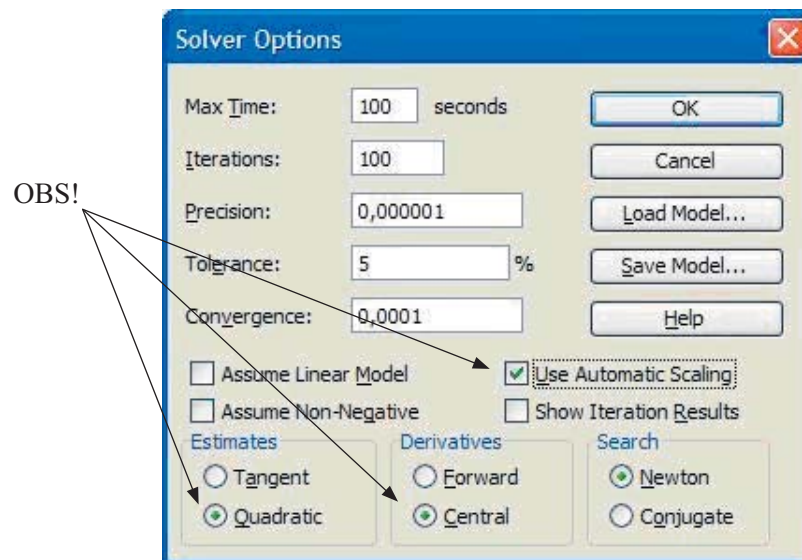 Solver Options
Max Time: 100 seconds OK
Iterations: 100 Cancel
OBS!
Precision: 0,000001 Load Model...
Tolerance: 5 % Save Model...
Convergence: 0,0001 Help
Assume Linear Model Use Automatic Scaling
Assume Non-Negative Show Iteration Results
Estimates Derivatives Search
Tangent Forward Newton
Quadratic Central Conjugate